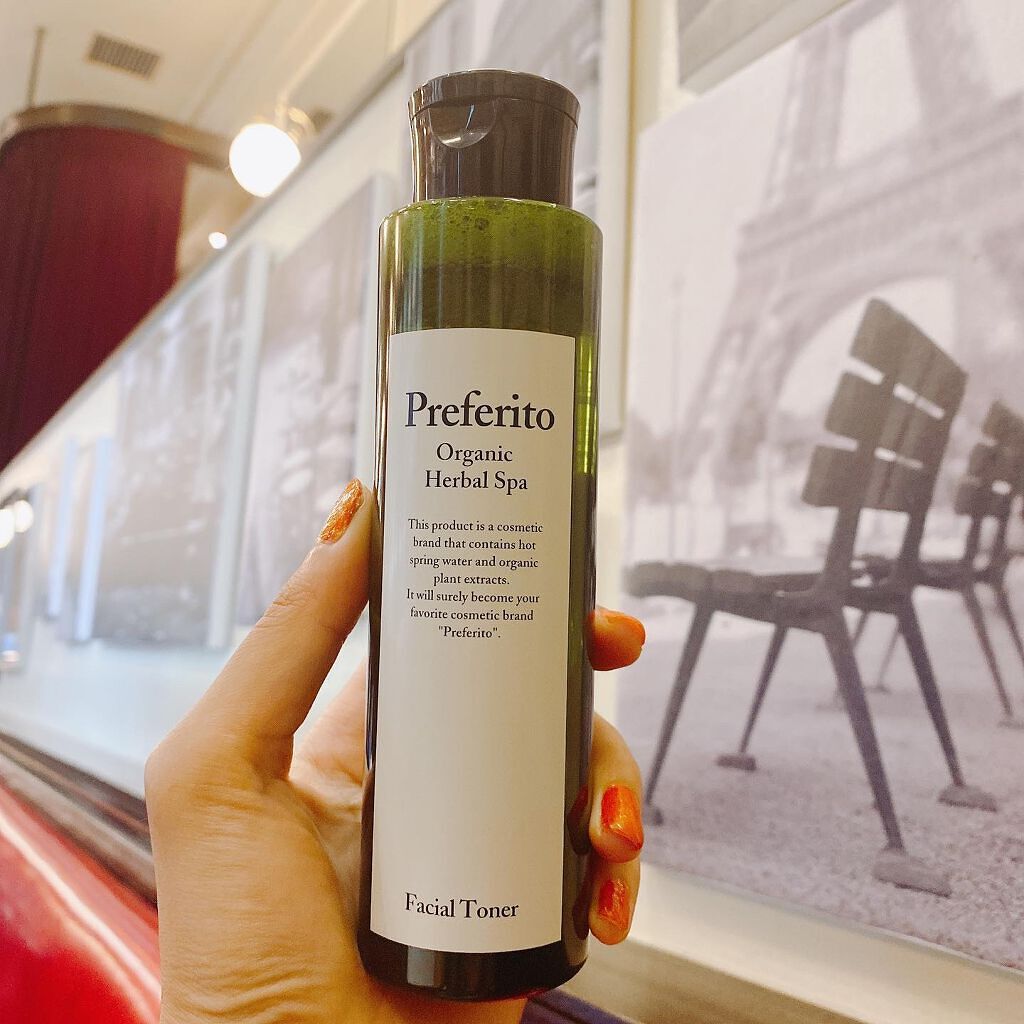 Preferito
Organic
Herbal Spa
This product is a cosmetic
brand that contains hot
spring water and organic
plant extracts.
It will surely become your
favorite cosmetic brand
"Preferito".
Facial Toner